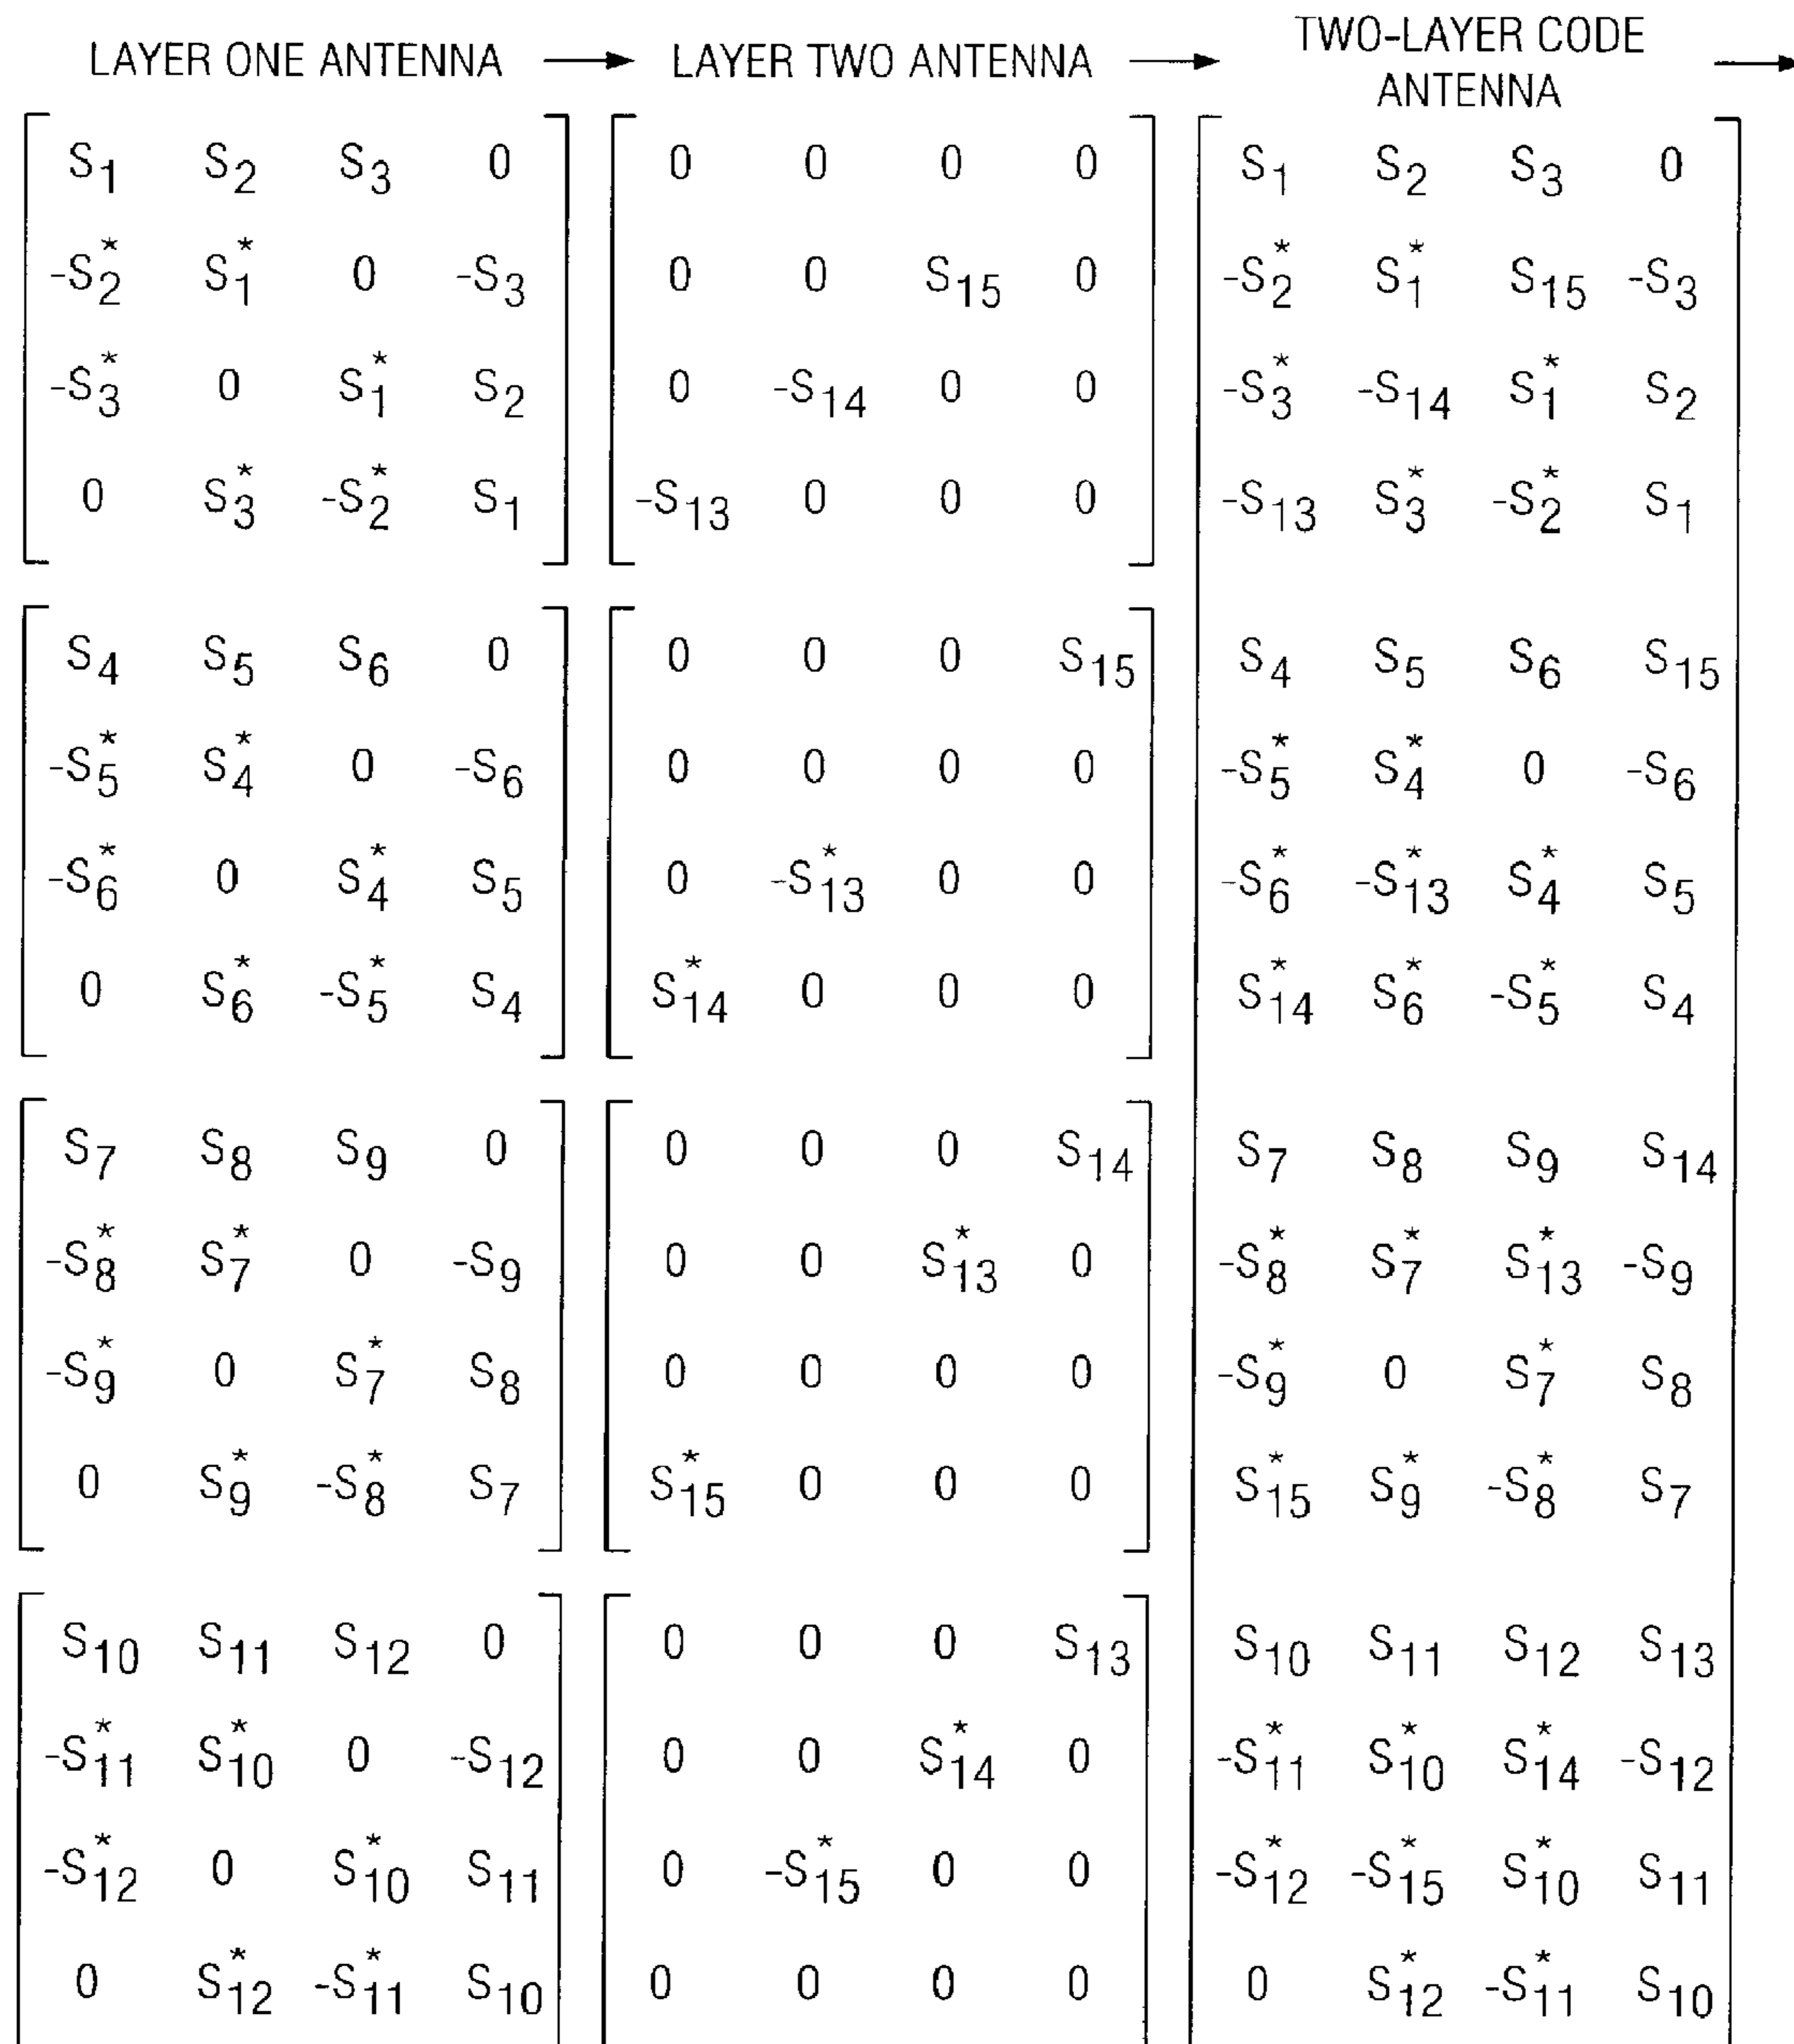 LAYER ONE ANTENNA → LAYER TWO ANTENNA → TWO-LAYER CODE ANTENNA →
S1 S2 S3 0 0 0 0 0 S1 S2 S3 0
-S2* S1* 0 -S3 0 0 S15 0 -S2* S1* S15 -S3
-S3* 0 S1* S2 0 -S14 0 0 -S3* -S14 S1* S2
0 S3* -S2* S1 -S13 0 0 0 -S13 S3* -S2* S1
S4 S5 S6 0 0 0 0 S15 S4 S5 S6 S15
-S5* S4* 0 -S6 0 0 0 0 -S5* S4* 0 -S6
-S6* 0 S4* S5 0 -S13* 0 0 -S6* -S13* S4* S5
0 S6* -S5* S4 S14* 0 0 0 S14* S6* -S5* S4
S7 S8 S9 0 0 0 0 S14 S7 S8 S9 S14
-S8* S7* 0 -S9 0 0 S13* 0 -S8* S7* S13* -S9
-S9* 0 S7* S8 0 0 0 0 -S9* 0 S7* S8
0 S9* -S8* S7 S15* 0 0 0 S15* S9* -S8* S7
S10 S11 S12 0 0 0 0 S13 S10 S11 S12 S13
-S11* S10* 0 -S12 0 0 S14* 0 -S11* S10* S14* -S12
-S12* 0 S10* S11 0 -S15* 0 0 -S12* -S15* S10* S11
0 S12* -S11* S10 0 0 0 0 0 S12* -S11* S10